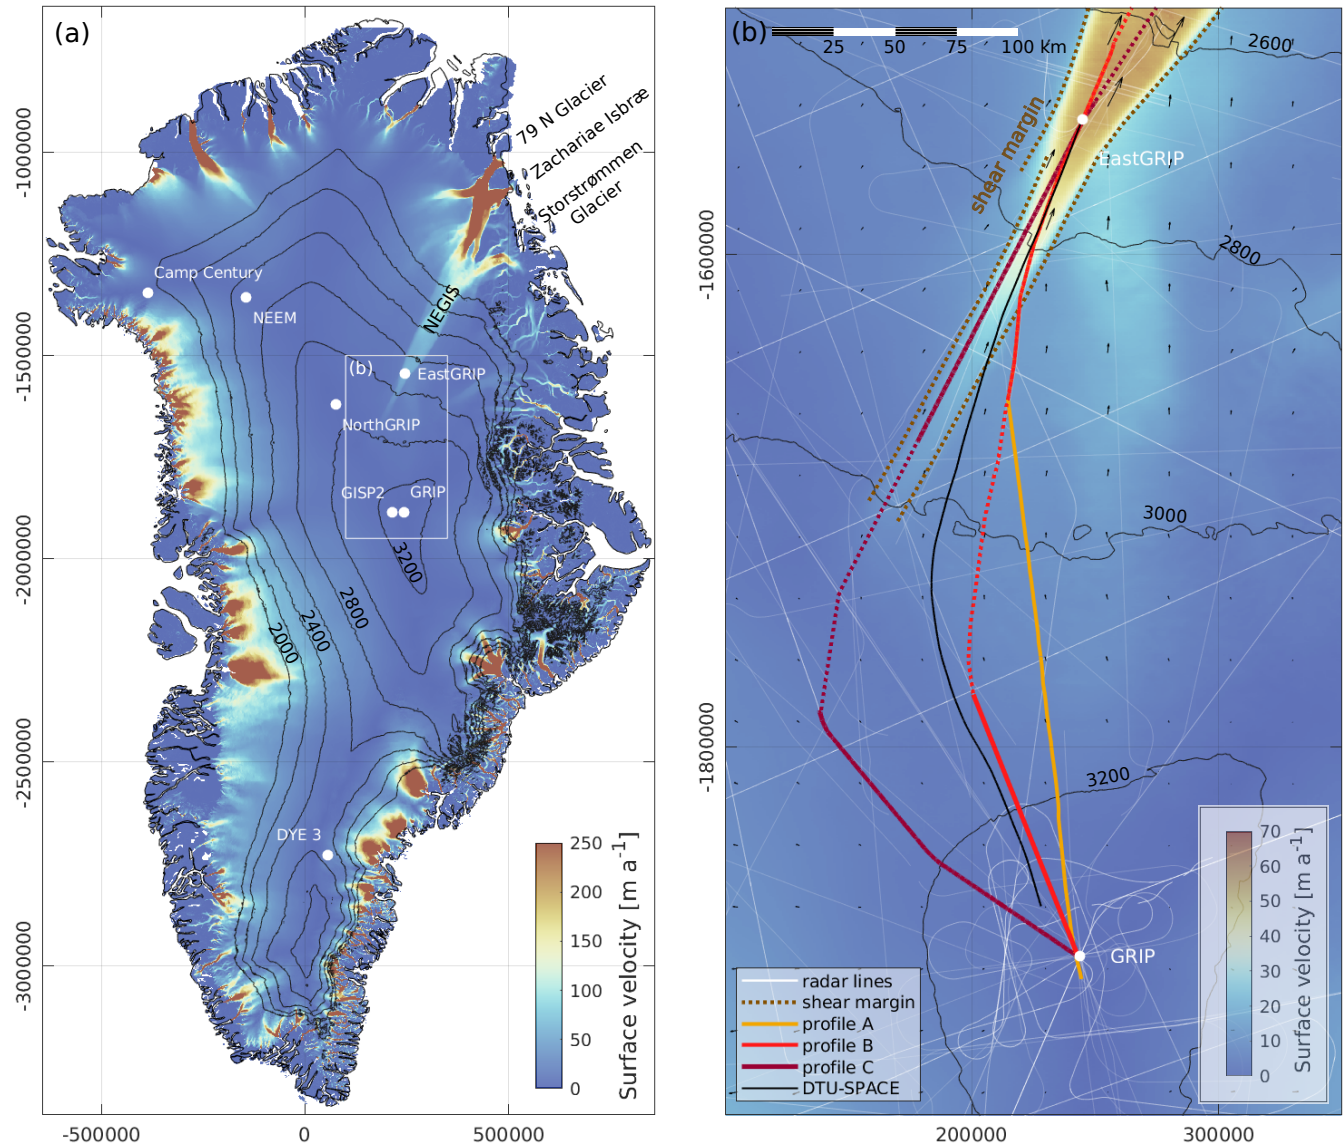 (a)
79 N Glacier
Zachariae Isbræ
Storstrømmen
Glacier
Camp Century
NEEM
NEGIS
(b)
EastGRIP
NorthGRIP
GISP2
GRIP
3200
2800
2400
2000
DYE 3
250
200
150
100
50
0
Surface velocity [m a⁻¹]
-1000000
-1500000
-2000000
-2500000
-3000000
-500000
0
500000
(b)
25
50
75
100 Km
2600
shear margin
EastGRIP
2800
3000
3200
GRIP
radar lines
shear margin
profile A
profile B
profile C
DTU-SPACE
70
60
50
40
30
20
10
0
Surface velocity [m a⁻¹]
-1600000
-1800000
200000
300000